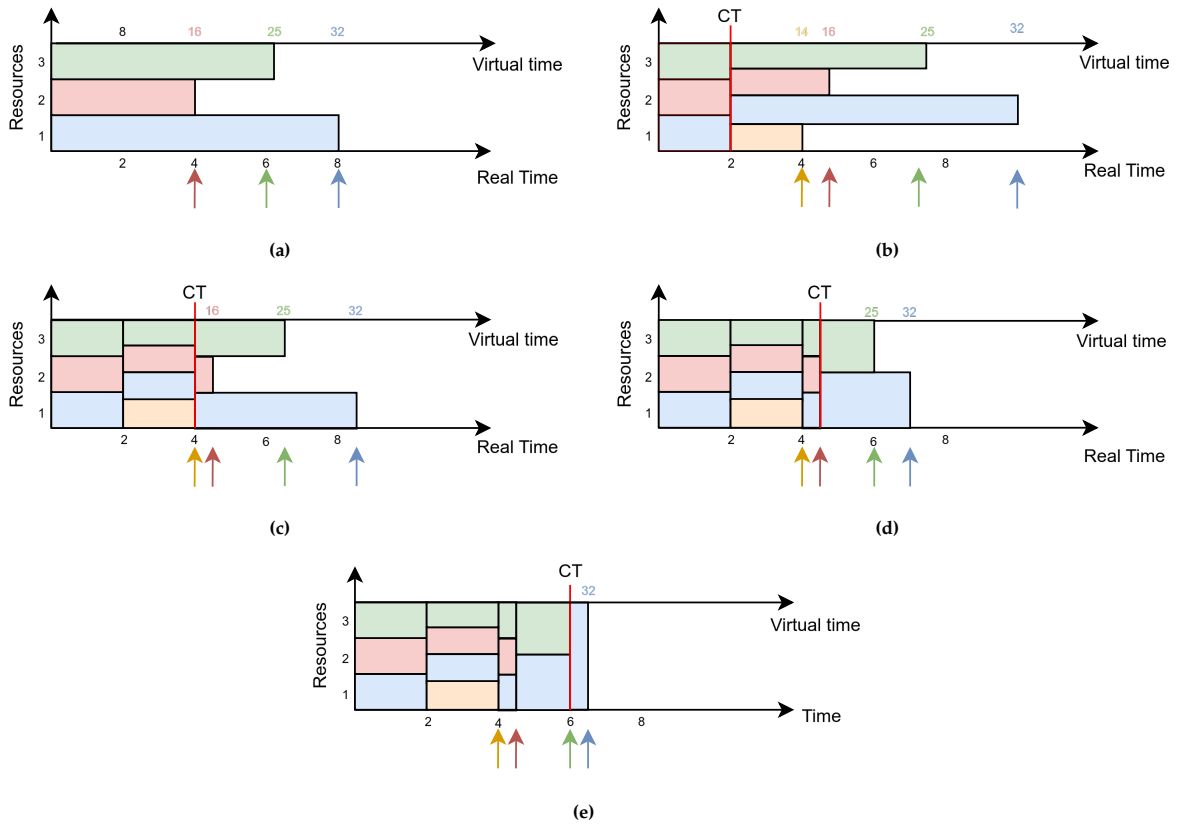 8 16 25 32
Virtual time
Resources
3
2
1
2 4 6 8
Real Time
(a)
CT
14 16 25 32
Virtual time
Resources
3
2
1
2 4 6 8
Real Time
(b)
CT
16 25 32
Virtual time
Resources
3
2
1
2 4 6 8
Real Time
(c)
CT
25 32
Virtual time
Resources
3
2
1
2 4 6 8
Real Time
(d)
CT
32
Virtual time
Resources
3
2
1
2 4 6 8
Time
(e)